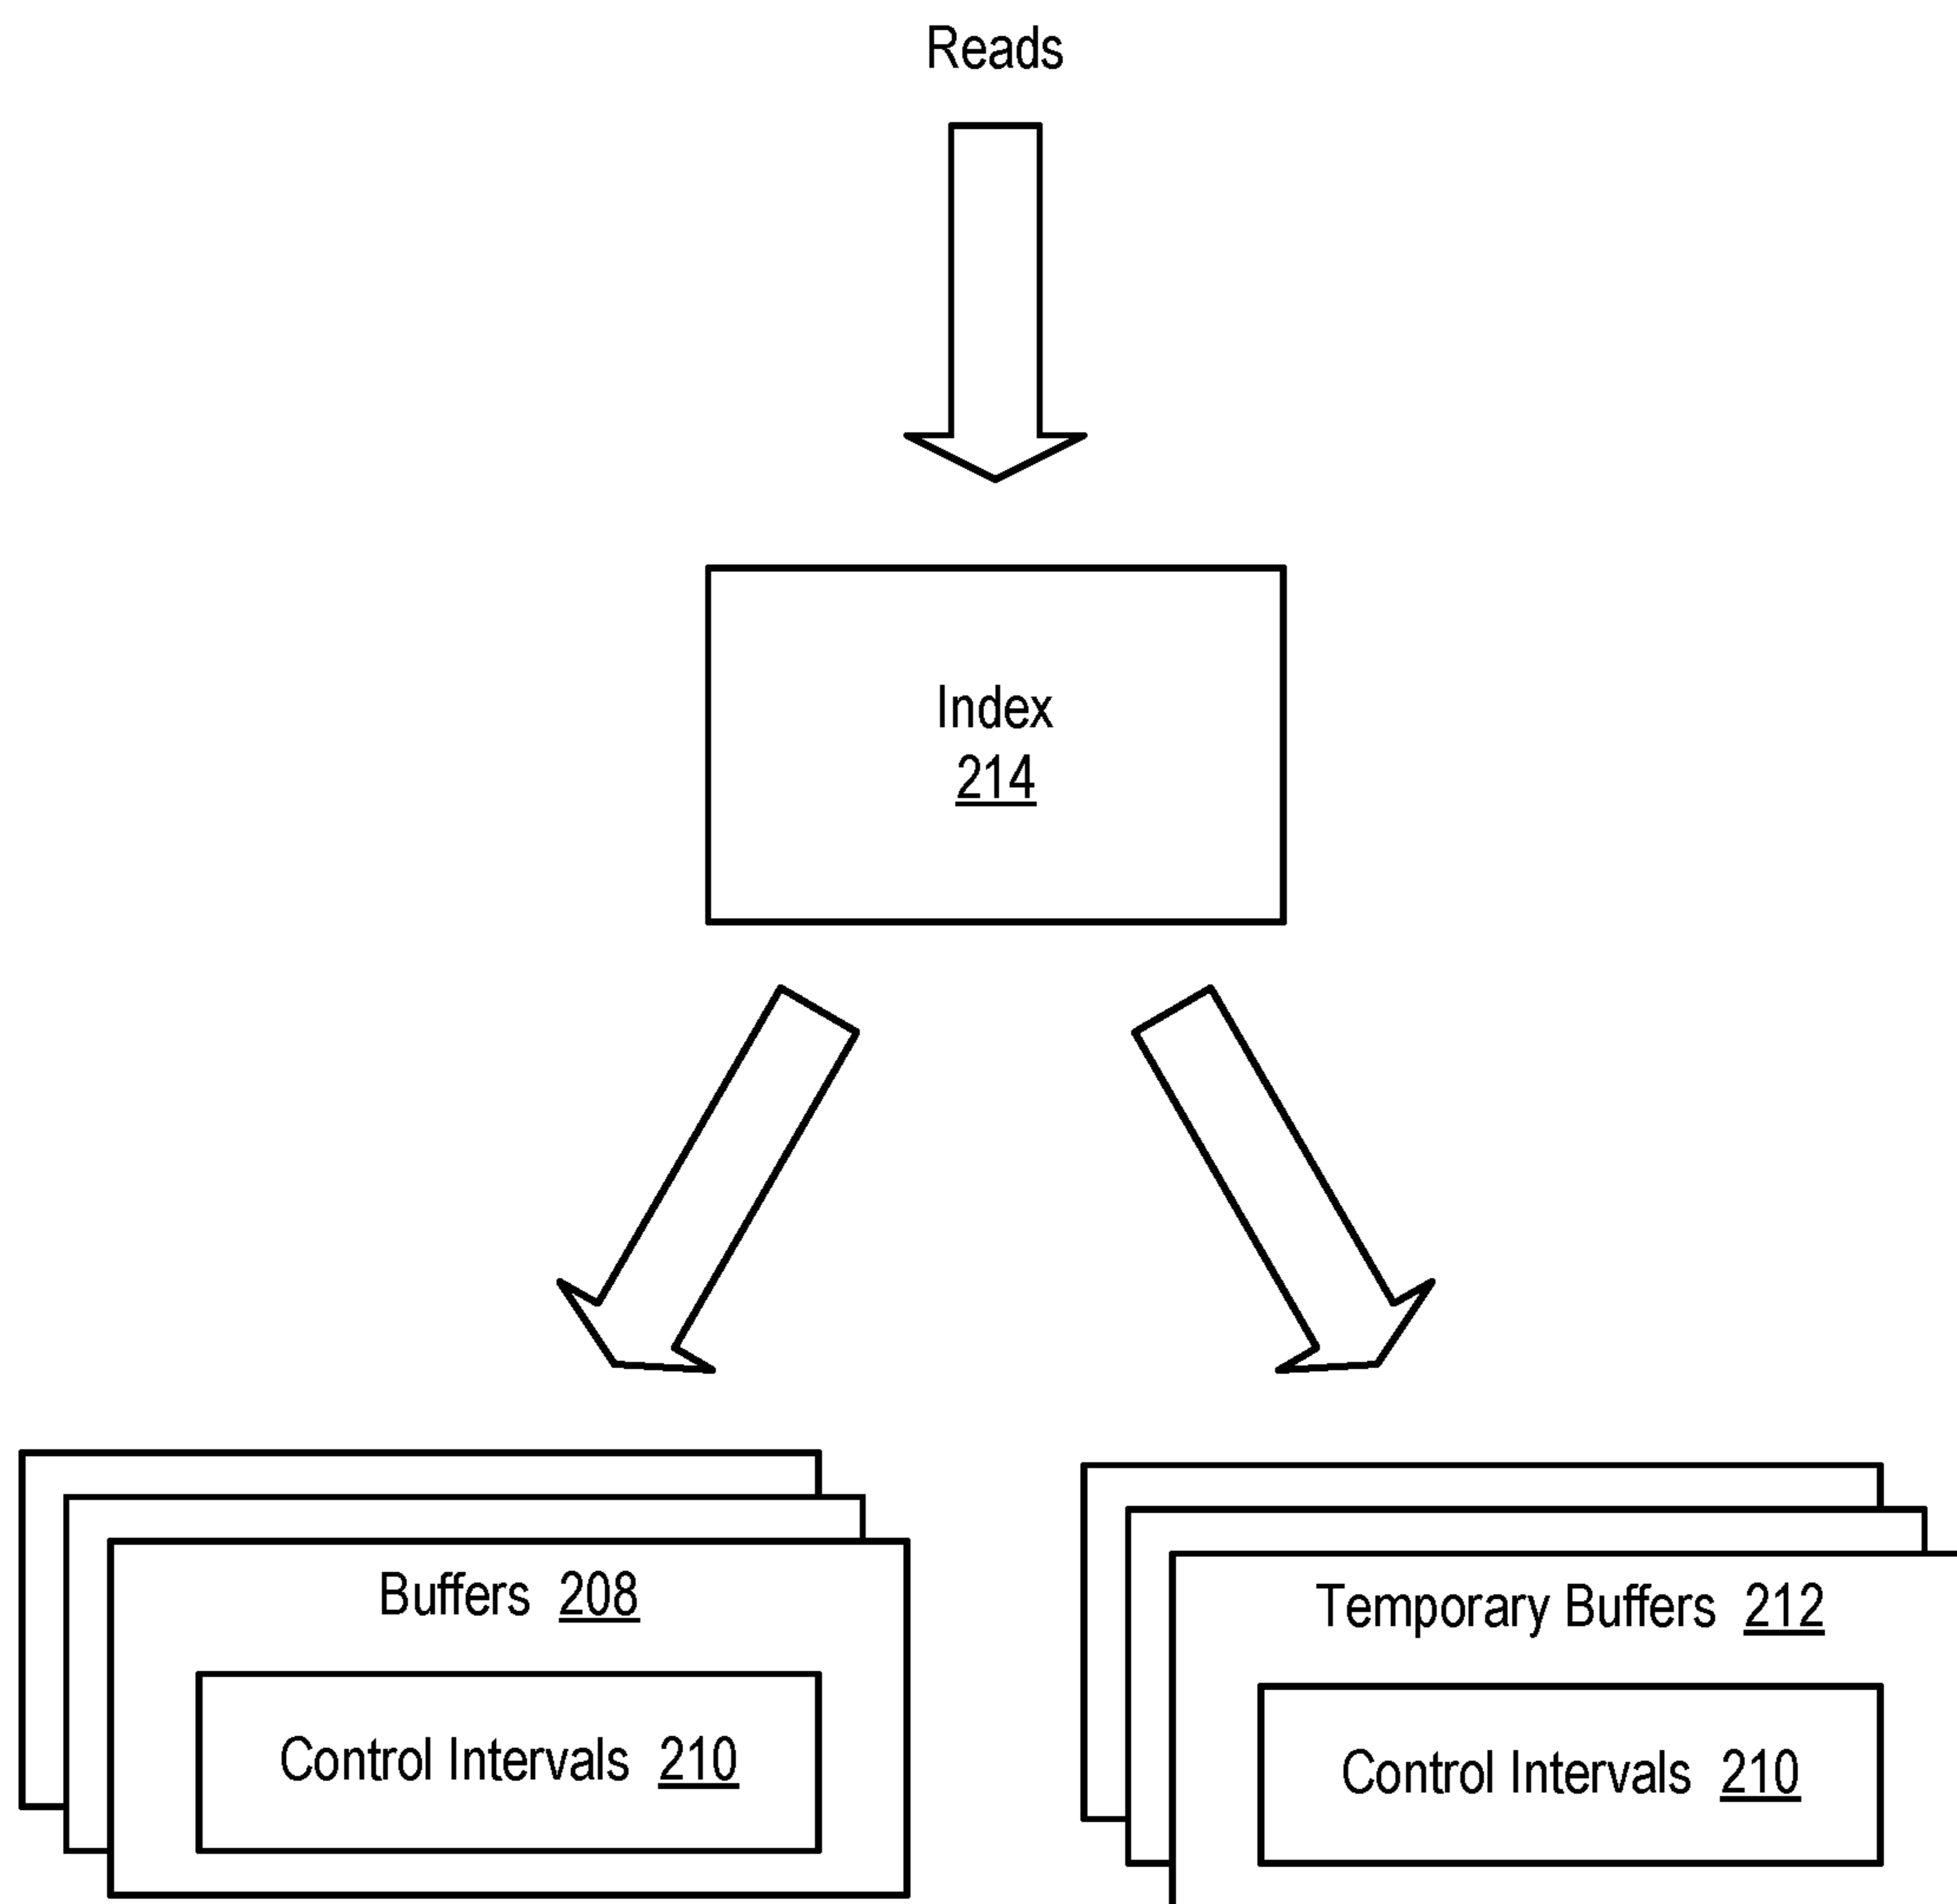 Reads
Index
214
Buffers 208
Control Intervals 210
Temporary Buffers 212
Control Intervals 210